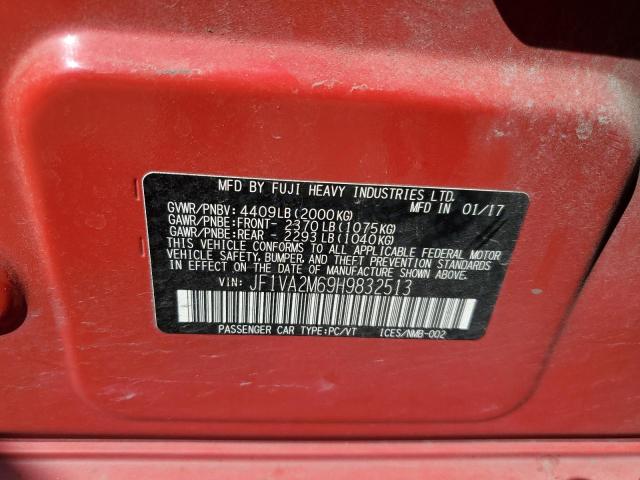 MFD BY FUJI HEAVY INDUSTRIES LTD.
GVWR/PNBV: 4409LB(2000KG) MFD IN 01/17
GAWR/PNBE:FRONT- 2370LB(1075KG)
GAWR/PNBE:REAR - 2293LB(1040KG)
THIS VEHICLE CONFORMS TO ALL APPLICABLE FEDERAL MOTOR
VEHICLE SAFETY, BUMPER, AND THEFT PREVENTION STANDARDS
IN EFFECT ON THE DATE OF MANUFACTURE SHOWN ABOVE.
VIN: JF1VA2M69H9832513
PASSENGER CAR TYPE:PC/VT ICES/NMB-002